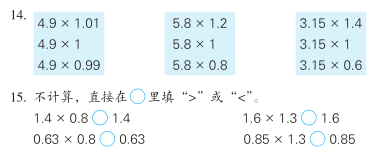 14. 4.9 × 1.01 5.8 × 1.2 3.15 × 1.4
4.9 × 1 5.8 × 1 3.15 × 1
4.9 × 0.99 5.8 × 0.8 3.15 × 0.6
15. 不计算，直接在○里填“>”或“<”。
1.4 × 0.8 ○ 1.4 1.6 × 1.3 ○ 1.6
0.63 × 0.8 ○ 0.63 0.85 × 1.3 ○ 0.85